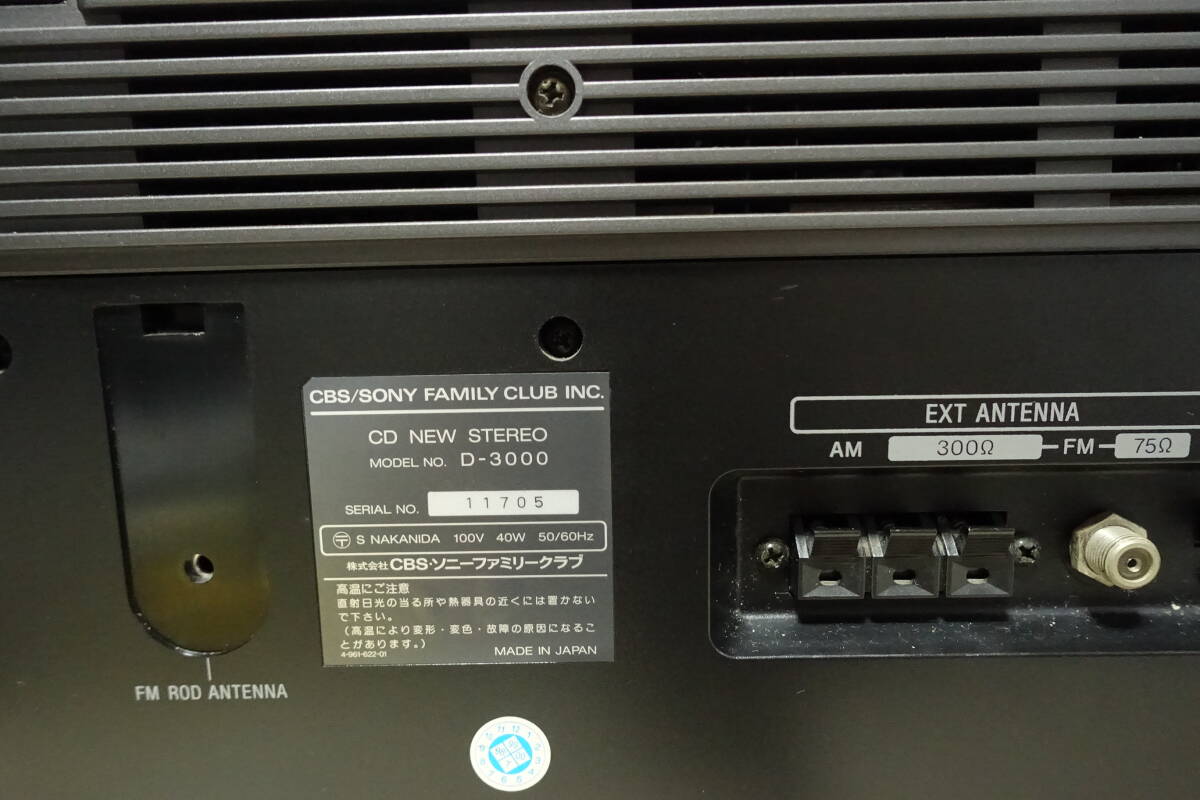 CBS/SONY FAMILY CLUB INC.
CD NEW STEREO
MODEL NO. D-3000
SERIAL NO. 11705
〒 S NAKANIDA 100V 40W 50/60Hz
株式会社 CBS・ソニーファミリークラブ
高温にご注意
直射日光の当る所や熱器具の近くには置かない
で下さい。
(高温により変形・変色・故障の原因になるこ
とがあります。)
4-961-622-01
MADE IN JAPAN
FM ROD ANTENNA
EXT ANTENNA
AM 300Ω FM 75Ω